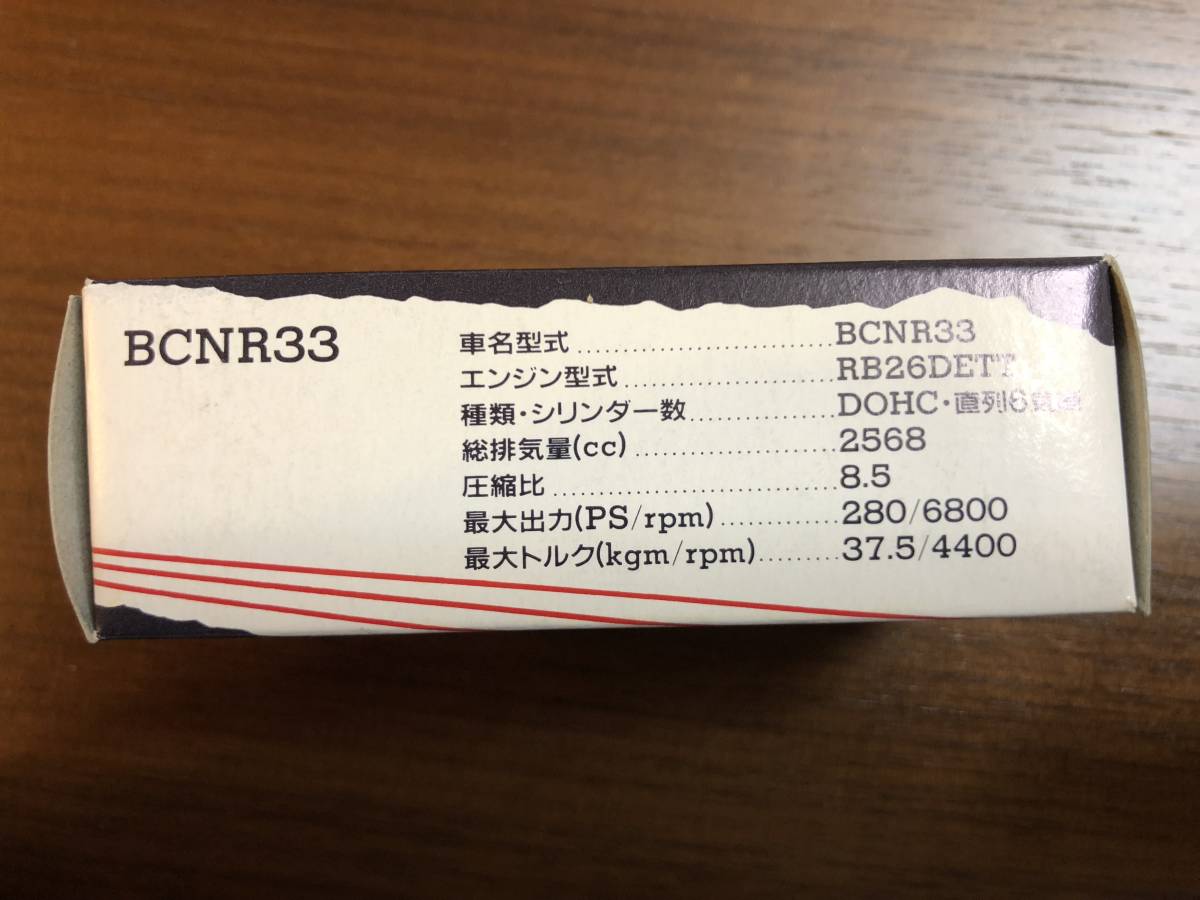 BCNR33
車名型式..............................BCNR33
エンジン型式......................RB26DETT
種類・シリンダー数................DOHC・直列6気筒
総排気量(cc) ......................2568
圧縮比 ...............................8.5
最大出力(PS/rpm).............280/6800
最大トルク(kgm/rpm).........37.5/4400